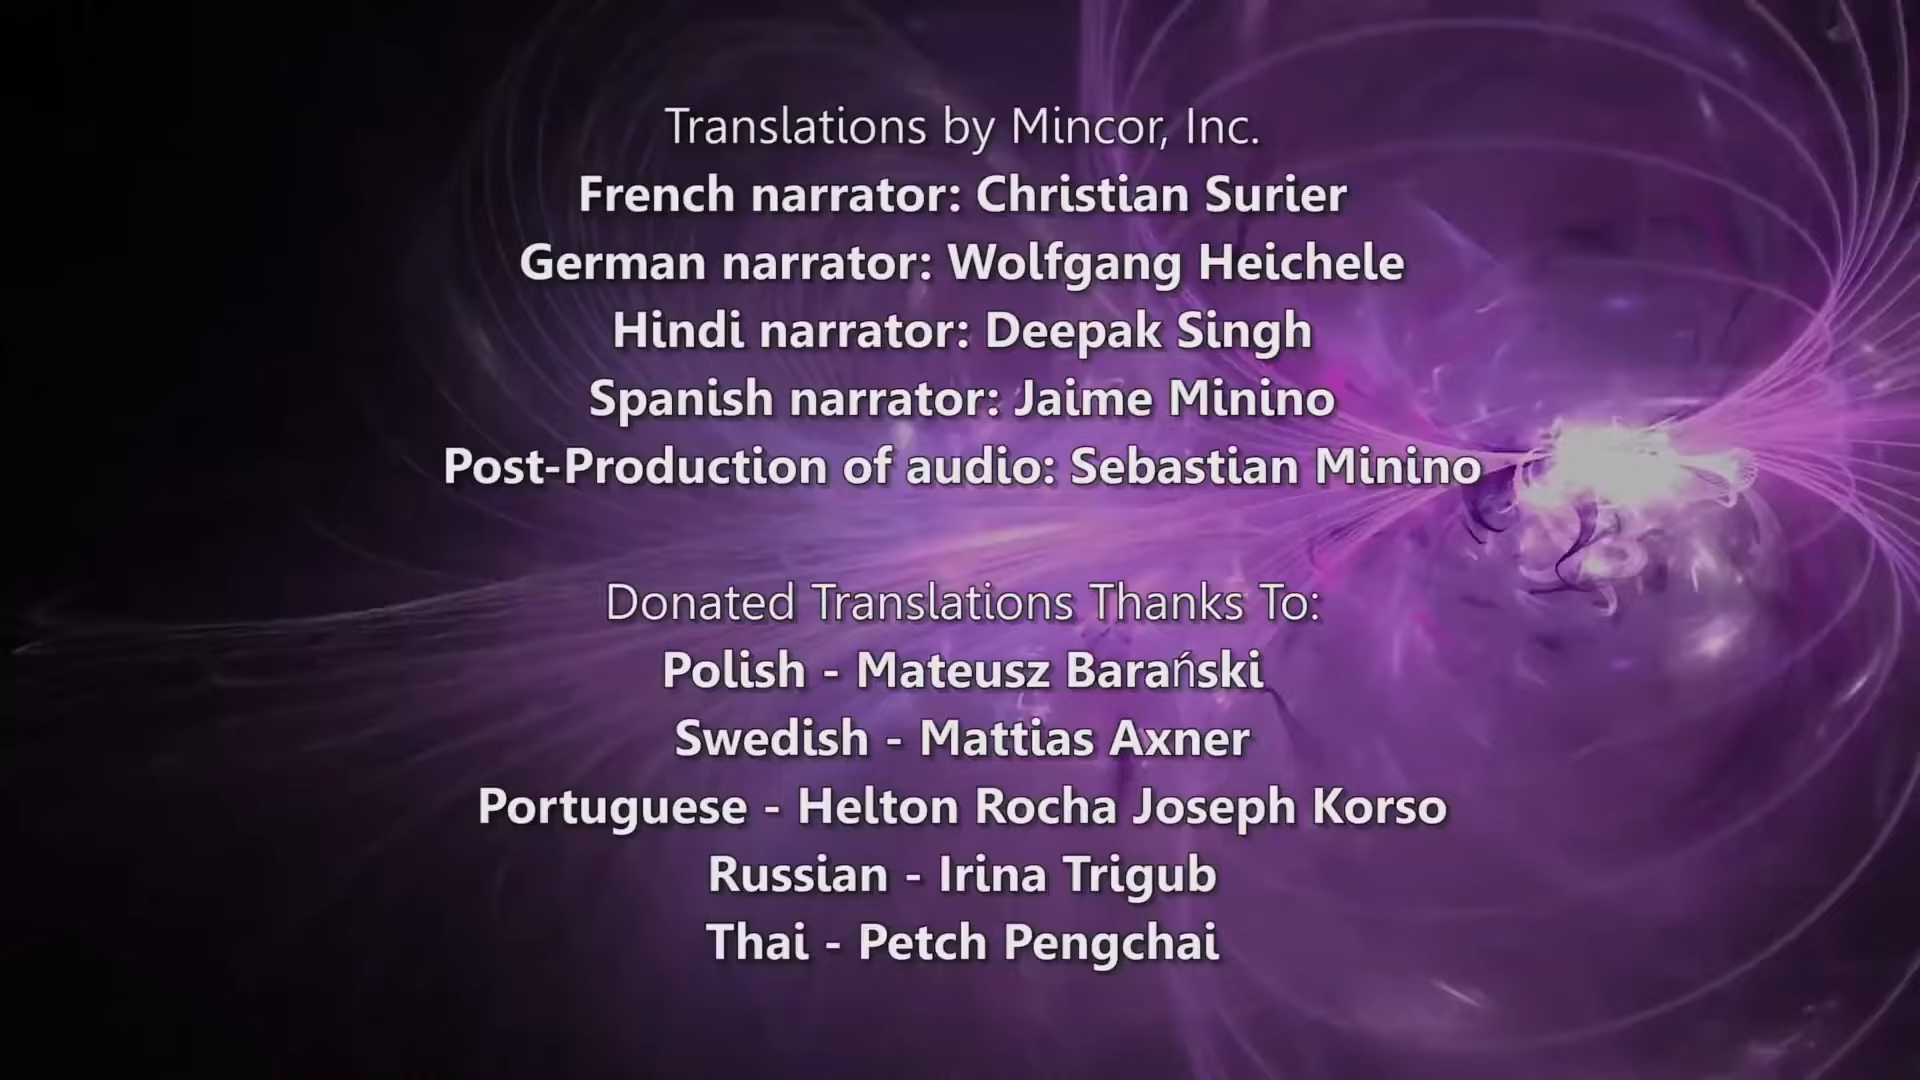 Translations by Mincor, Inc.
French narrator: Christian Surier
German narrator: Wolfgang Heichele
Hindi narrator: Deepak Singh
Spanish narrator: Jaime Minino
Post-Production of audio: Sebastian Minino
Donated Translations Thanks To:
Polish - Mateusz Barański
Swedish - Mattias Axner
Portuguese - Helton Rocha Joseph Korso
Russian - Irina Trigub
Thai - Petch Pengchai